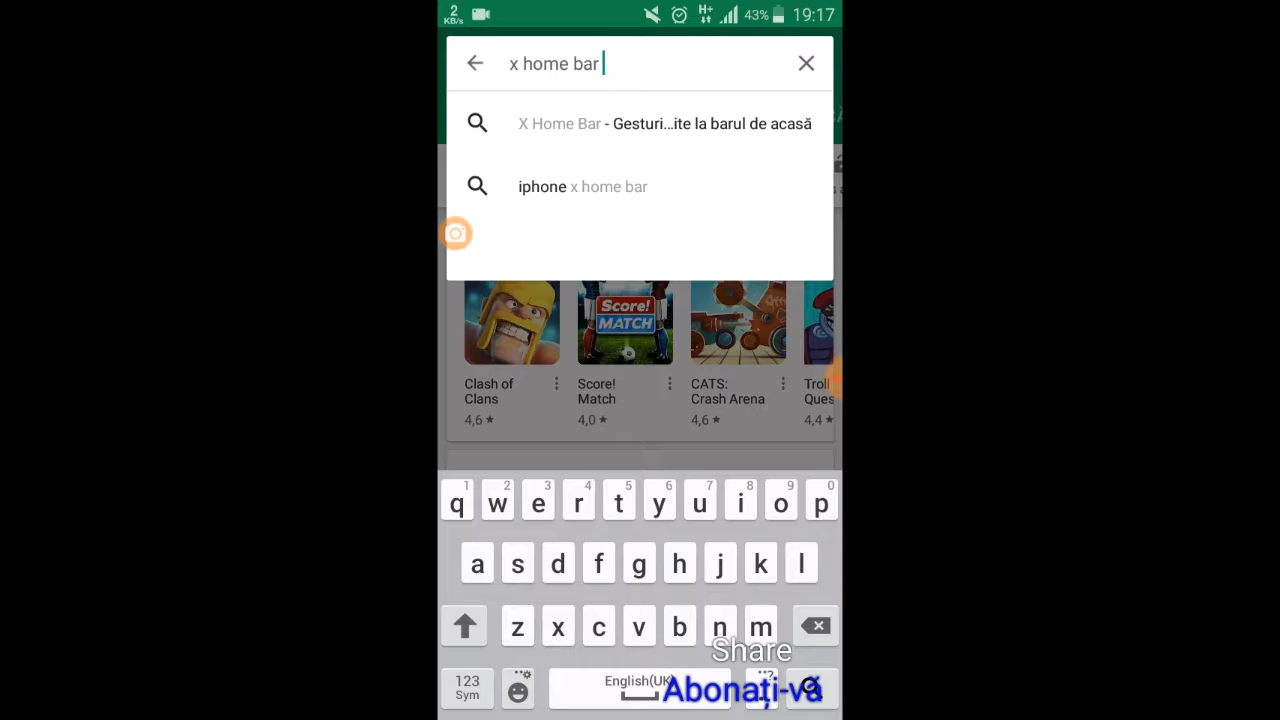 2
KB/s
H+
43%
19:17
x home bar
X Home Bar - Gesturi...ite la barul de acasă
iphone x home bar
Score!
MATCH
Clash of
Clans
4,6 ★
Score!
Match
4,0 ★
CATS:
Crash Arena
4,6 ★
Troll
Ques
4,4 ★
1 2 3 4 5 6 7 8 9 0
q w e r t y u i o p
a s d f g h j k l
z x c v b n m
Share
123
Sym
English(UK)
Abonați-vă